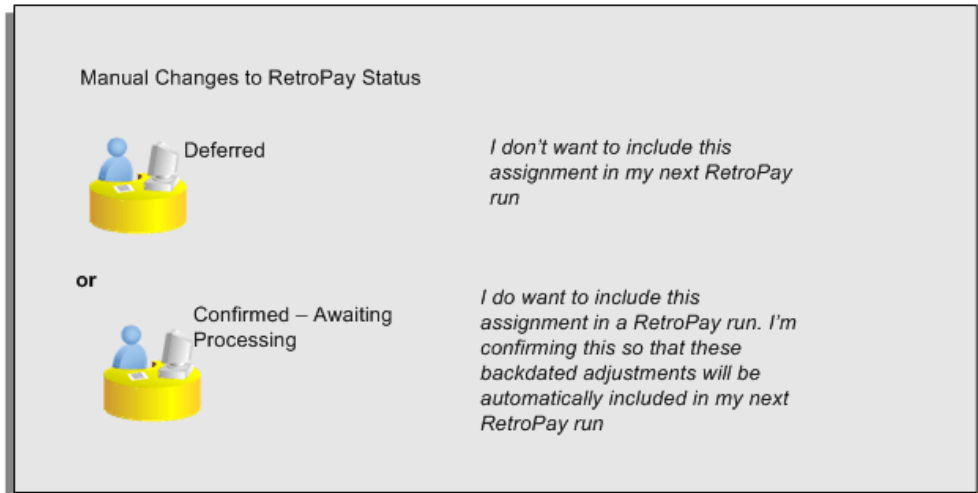 Manual Changes to RetroPay Status
Deferred
I don't want to include this
assignment in my next RetroPay
run
or
Confirmed – Awaiting
Processing
I do want to include this
assignment in a RetroPay run. I'm
confirming this so that these
backdated adjustments will be
automatically included in my next
RetroPay run